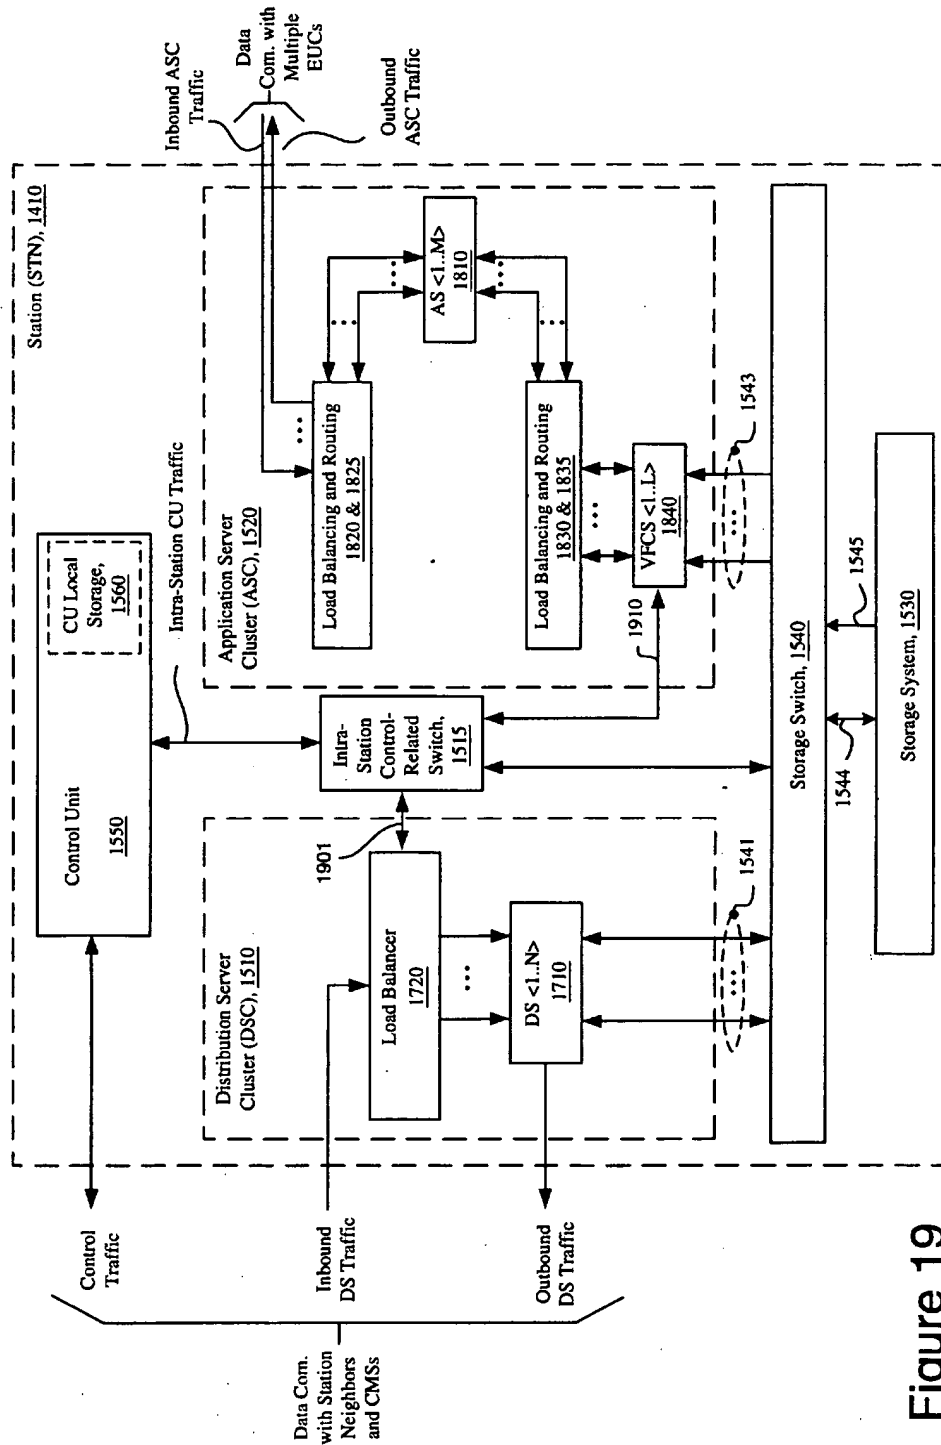 Station (STN), 1410
Control Unit
1550
CU Local
Storage,
1560
Control
Traffic
Intra-Station CU Traffic
Data Com.
with Station
Neighbors
and CMSs
Inbound
DS Traffic
Outbound
DS Traffic
Distribution Server
Cluster (DSC), 1510
Load Balancer
1720
...
DS <1..N>
1710
1901
Intra-
Station
Control-
Related
Switch,
1515
1910
Application Server
Cluster (ASC), 1520
Load Balancing and Routing
1820 & 1825
...
...
...
AS <1..M>
1810
...
...
Load Balancing and Routing
1830 & 1835
...
VFCS <1..L>
1840
Inbound ASC
Traffic
Data
Com. with
Multiple
EUCs
Outbound
ASC Traffic
...
1541
...
1543
Storage Switch, 1540
1544
1545
Storage System, 1530
Figure 19